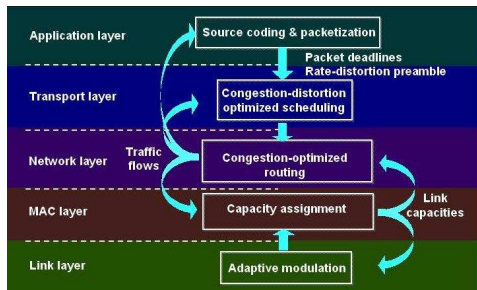 Application layer
Source coding & packetization
Packet deadlines
Rate-distortion preamble
Transport layer
Congestion-distortion
optimized scheduling
Network layer
Traffic
flows
Congestion-optimized
routing
MAC layer
Capacity assignment
Link
capacities
Link layer
Adaptive modulation